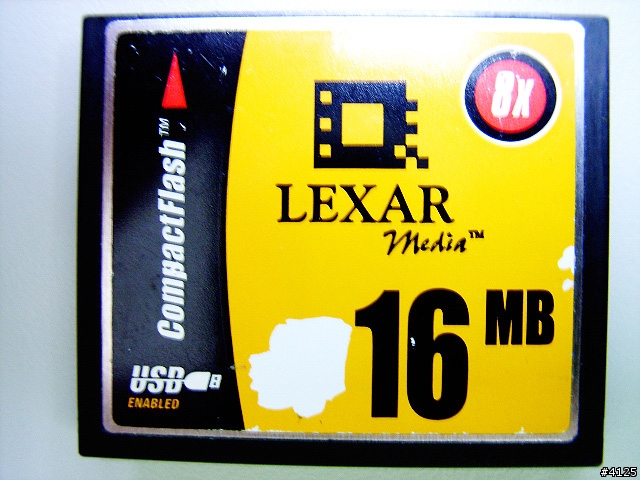 CompactFlash™
8X
LEXAR
Media™
16 MB
USB
ENABLED
#4125